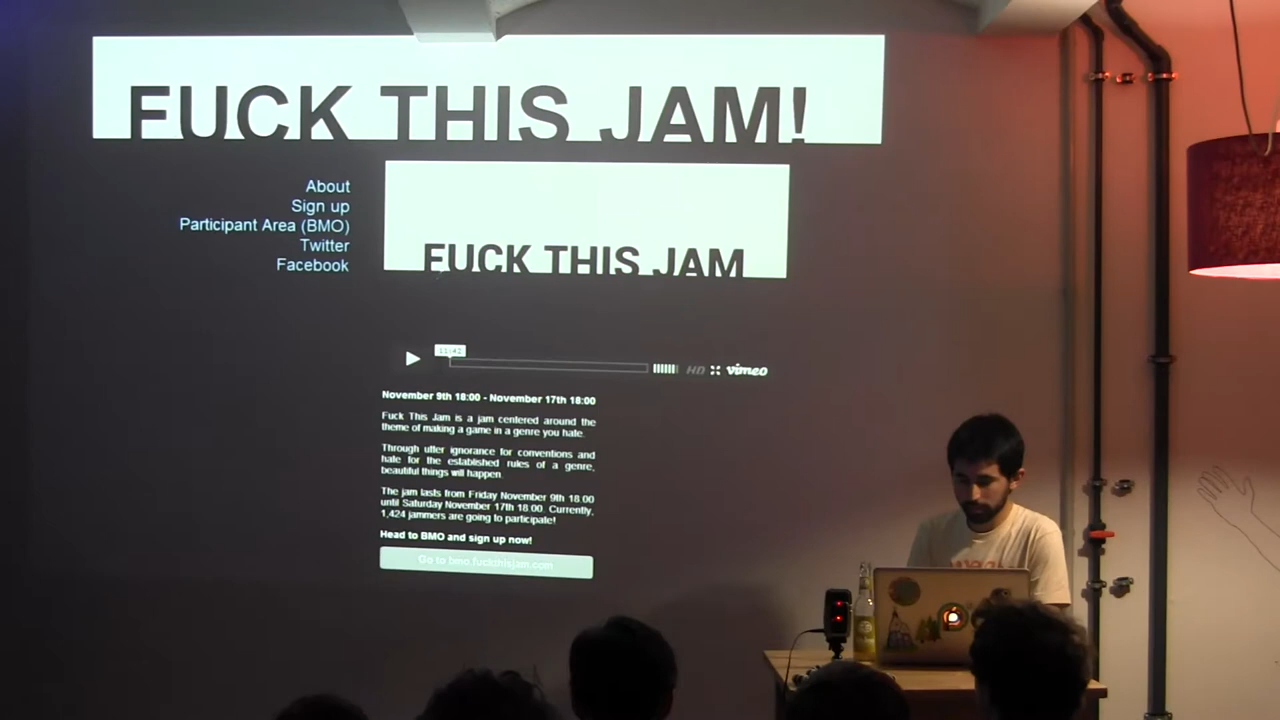 FUCK THIS JAM!
About
Sign up
Participant Area (BMO)
Twitter
Facebook
FUCK THIS JAM
11:42
HD
vimeo
November 9th 18:00 - November 17th 18:00
Fuck This Jam is a jam centered around the
theme of making a game in a genre you hate.
Through utter ignorance for conventions and
hate for the established rules of a genre,
beautiful things will happen.
The jam lasts from Friday November 9th 18:00
until Saturday November 17th 18:00. Currently,
1,424 jammers are going to participate!
Head to BMO and sign up now!
Go to bmo.fuckthisjam.com